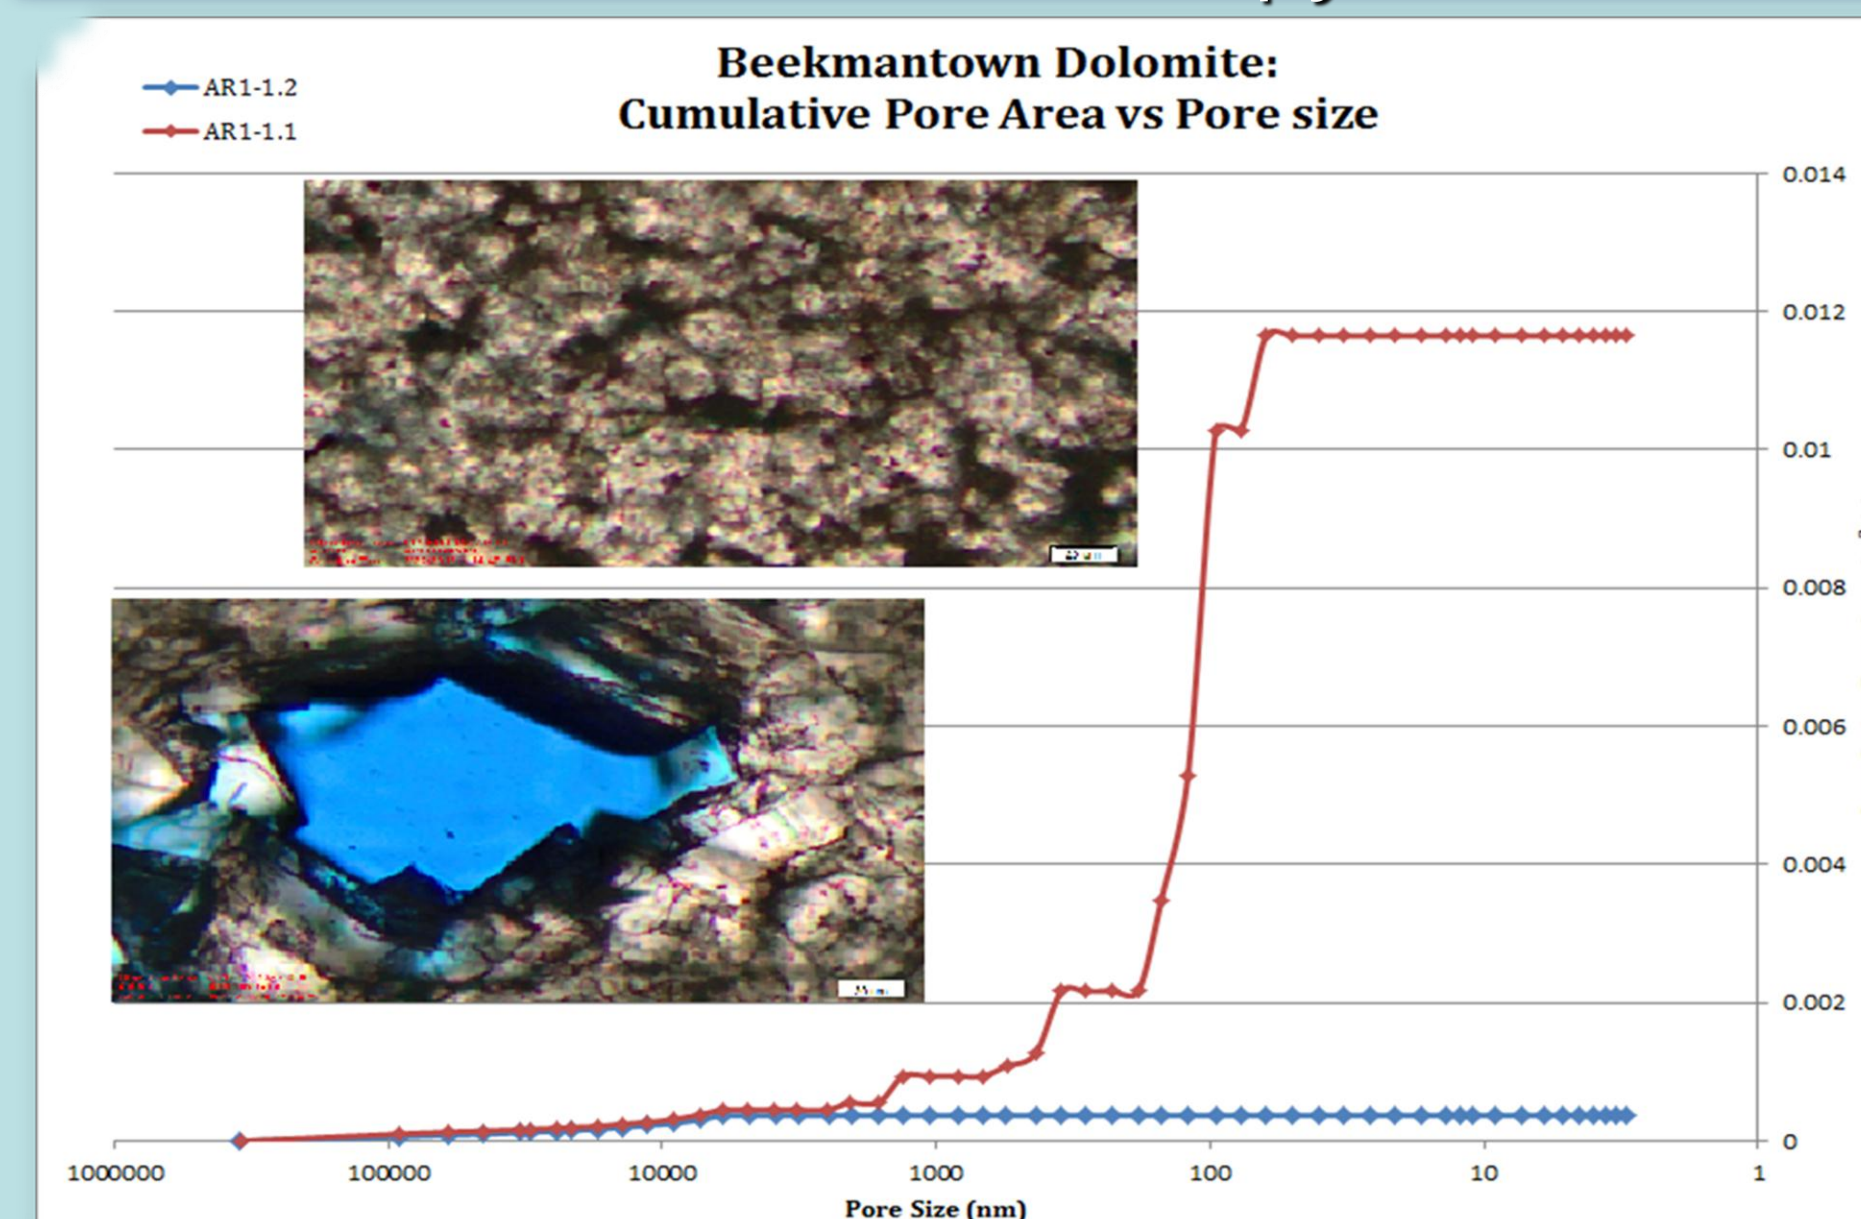 AR1-1.2
AR1-1.1
Beekmantown Dolomite:
Cumulative Pore Area vs Pore size
0.014
0.012
0.01
0.008
0.006
0.004
0.002
0
1000000 100000 10000 1000 100 10 1
Pore Size (nm)